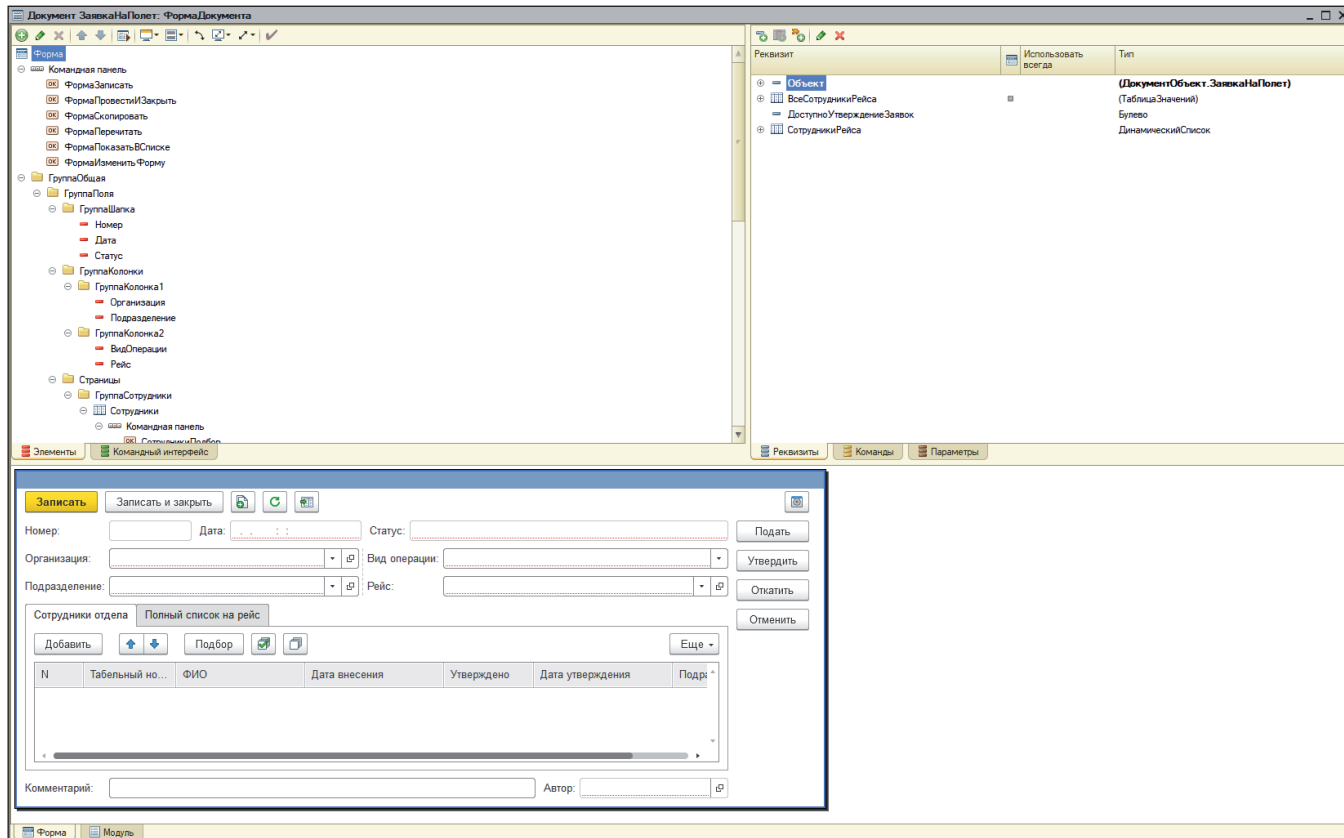 Документ ЗаявкаНаПолет: ФормаДокумента
Форма
Командная панель
ФормаЗаписать
ФормаПровестиИЗакрыть
ФормаСкопировать
ФормаПеречитать
ФормаПоказатьВСписке
ФормаИзменитьФорму
ГруппаОбщая
ГруппаПоля
ГруппаШапка
Номер
Дата
Статус
ГруппаКолонки
ГруппаКолонка1
Организация
Подразделение
ГруппаКолонка2
ВидОперации
Рейс
Страницы
ГруппаСотрудники
Сотрудники
Командная панель
СотрудникиПодбор
Элементы Командный интерфейс
Реквизит Использовать всегда Тип
Объект (ДокументОбъект.ЗаявкаНаПолет)
ВсеСотрудникиРейса (ТаблицаЗначений)
ДоступноУтверждениеЗаявок Булево
СотрудникиРейса ДинамическийСписок
Реквизиты Команды Параметры
Записать Записать и закрыть
Номер: Дата: . . : : Статус: Подать
Организация: Вид операции: Утвердить
Подразделение: Рейс: Откатить
Сотрудники отдела Полный список на рейс Отменить
Добавить Подбор Еще
N Табельный но... ФИО Дата внесения Утверждено Дата утверждения Подра
Комментарий: Автор:
Форма Модуль